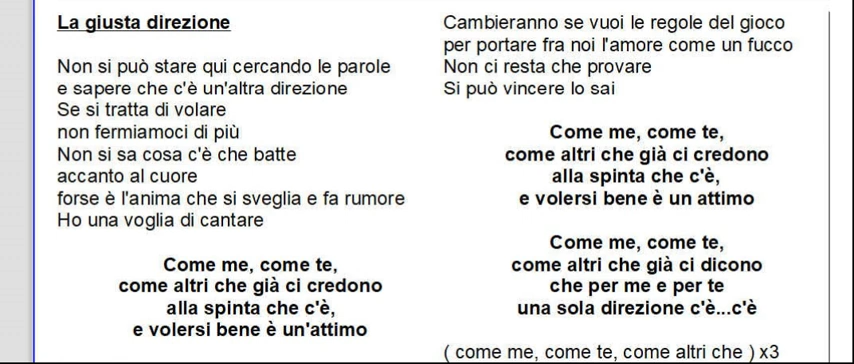 La giusta direzione
Non si può stare qui cercando le parole
e sapere che c'è un'altra direzione
Se si tratta di volare
non fermiamoci di più
Non si sa cosa c'è che batte
accanto al cuore
forse è l'anima che si sveglia e fa rumore
Ho una voglia di cantare
Come me, come te,
come altri che già ci credono
alla spinta che c'è,
e volersi bene è un'attimo
Cambieranno se vuoi le regole del gioco
per portare fra noi l'amore come un fucco
Non ci resta che provare
Si può vincere lo sai
Come me, come te,
come altri che già ci credono
alla spinta che c'è,
e volersi bene è un attimo
Come me, come te,
come altri che già ci dicono
che per me e per te
una sola direzione c'è...c'è
( come me, come te, come altri che ) x3